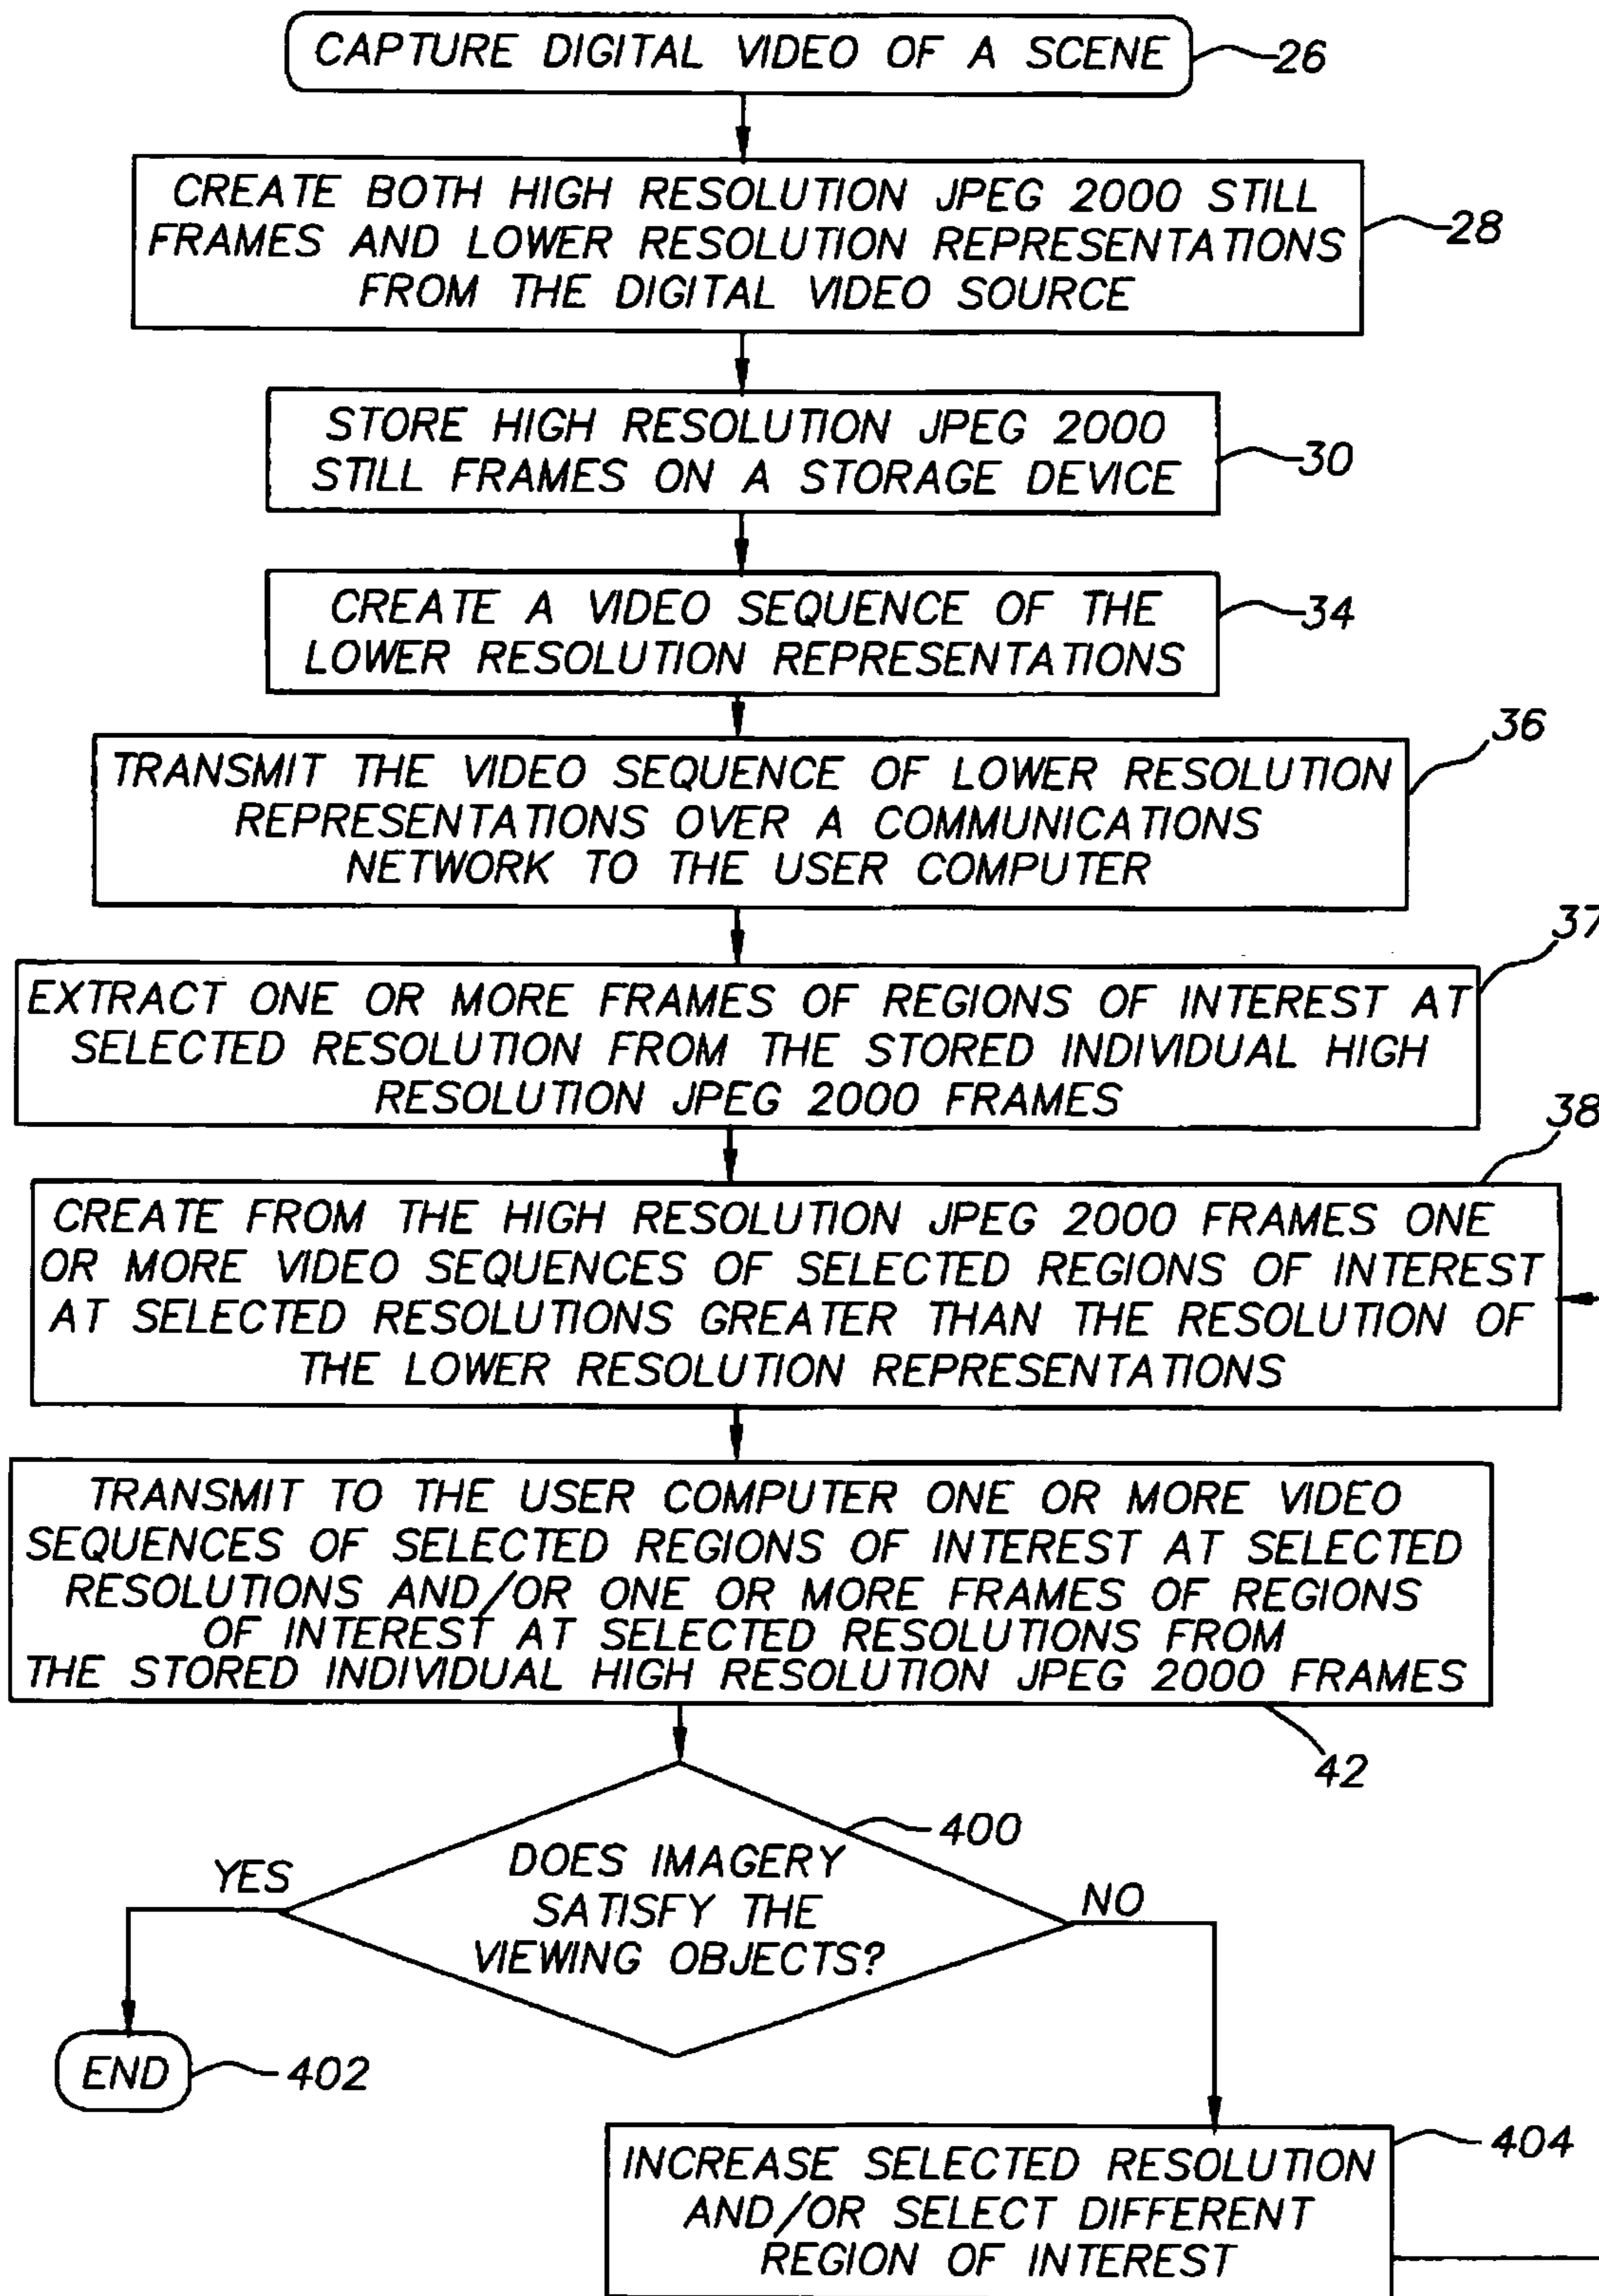 CAPTURE DIGITAL VIDEO OF A SCENE
26
CREATE BOTH HIGH RESOLUTION JPEG 2000 STILL
FRAMES AND LOWER RESOLUTION REPRESENTATIONS
FROM THE DIGITAL VIDEO SOURCE
28
STORE HIGH RESOLUTION JPEG 2000
STILL FRAMES ON A STORAGE DEVICE
30
CREATE A VIDEO SEQUENCE OF THE
LOWER RESOLUTION REPRESENTATIONS
34
36
TRANSMIT THE VIDEO SEQUENCE OF LOWER RESOLUTION
REPRESENTATIONS OVER A COMMUNICATIONS
NETWORK TO THE USER COMPUTER
37
EXTRACT ONE OR MORE FRAMES OF REGIONS OF INTEREST AT
SELECTED RESOLUTION FROM THE STORED INDIVIDUAL HIGH
RESOLUTION JPEG 2000 FRAMES
38
CREATE FROM THE HIGH RESOLUTION JPEG 2000 FRAMES ONE
OR MORE VIDEO SEQUENCES OF SELECTED REGIONS OF INTEREST
AT SELECTED RESOLUTIONS GREATER THAN THE RESOLUTION OF
THE LOWER RESOLUTION REPRESENTATIONS
TRANSMIT TO THE USER COMPUTER ONE OR MORE VIDEO
SEQUENCES OF SELECTED REGIONS OF INTEREST AT SELECTED
RESOLUTIONS AND/OR ONE OR MORE FRAMES OF REGIONS
OF INTEREST AT SELECTED RESOLUTIONS FROM
THE STORED INDIVIDUAL HIGH RESOLUTION JPEG 2000 FRAMES
42
400
DOES IMAGERY
SATISFY THE
VIEWING OBJECTS?
YES
NO
END
402
404
INCREASE SELECTED RESOLUTION
AND/OR SELECT DIFFERENT
REGION OF INTEREST